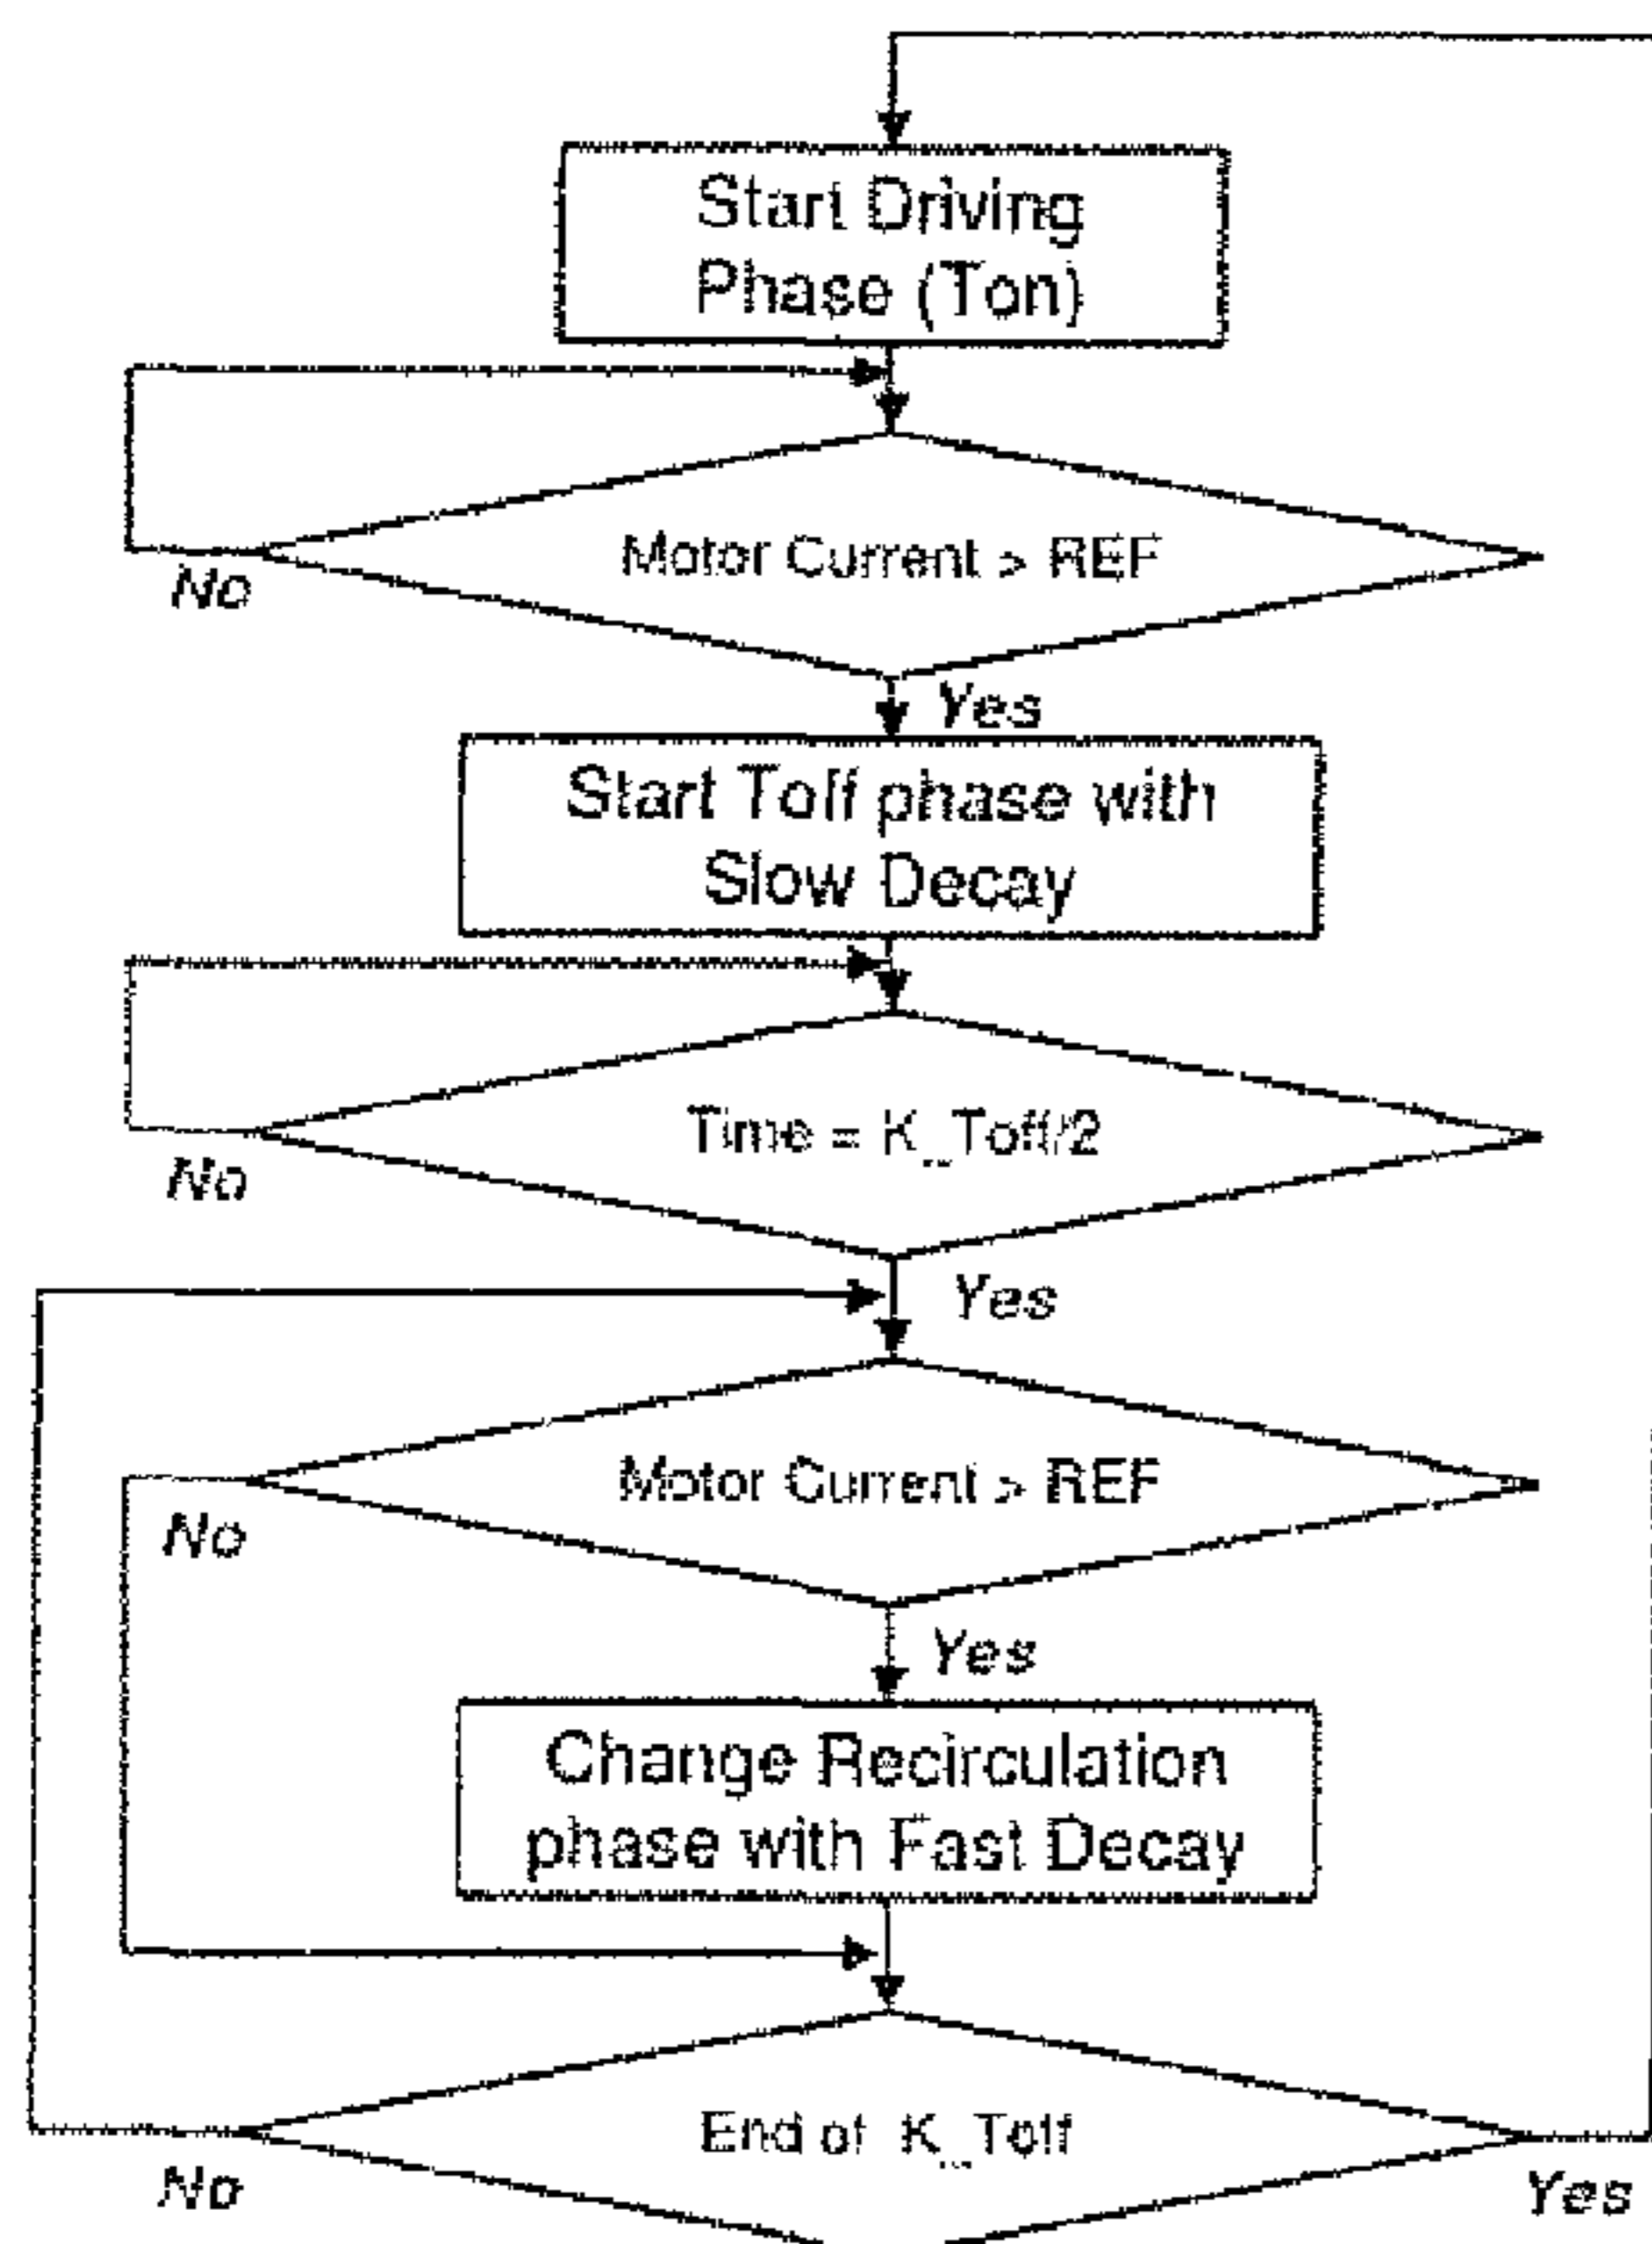 Start Driving
Phase (Ton)
Motor Current > REF
No
Yes
Start Toff phase with
Slow Decay
Time = K_Toff/2
No
Yes
Motor Current > REF
No
Yes
Change Recirculation
phase with Fast Decay
End of K_Toff
No
Yes